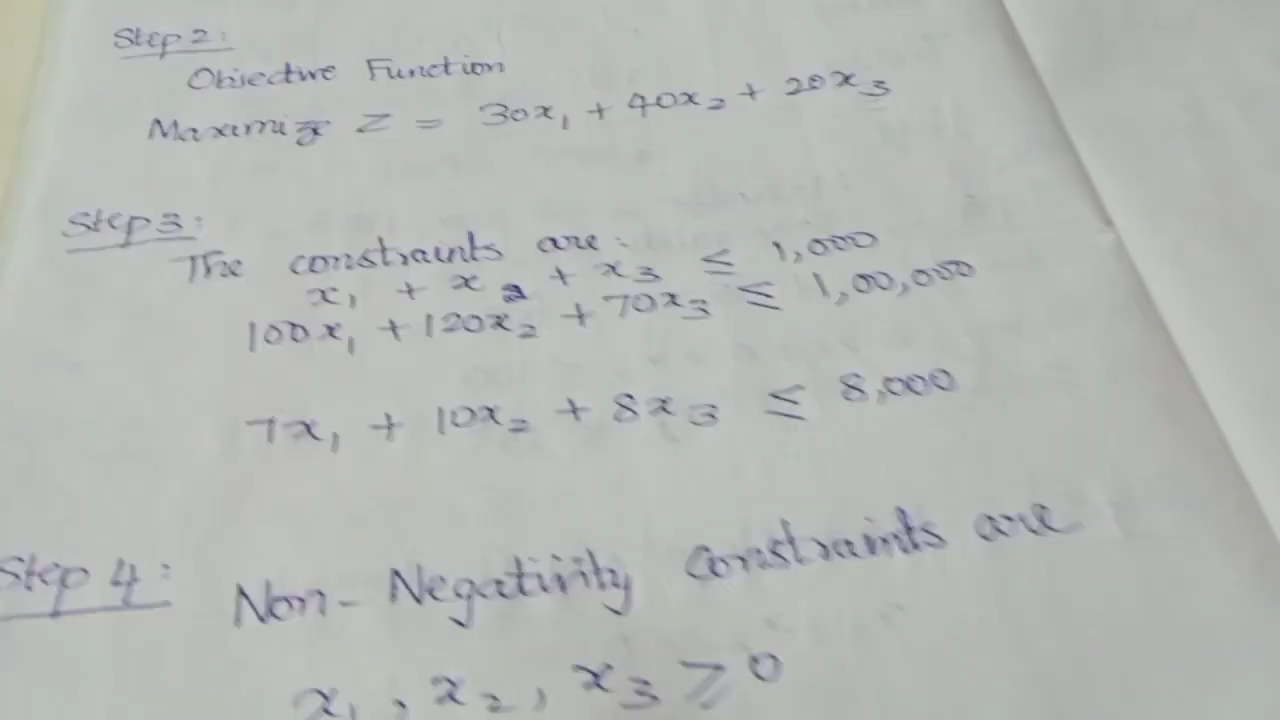 Step 2:
Objective Function
Maximize Z = 30x₁ + 40x₂ + 20x₃
Step 3:
The constraints are:
x₁ + x₂ + x₃ ≤ 1,000
100x₁ + 120x₂ + 70x₃ ≤ 1,00,000
7x₁ + 10x₂ + 8x₃ ≤ 8,000
Step 4: Non-Negativity constraints are
x₁, x₂, x₃ ≥ 0